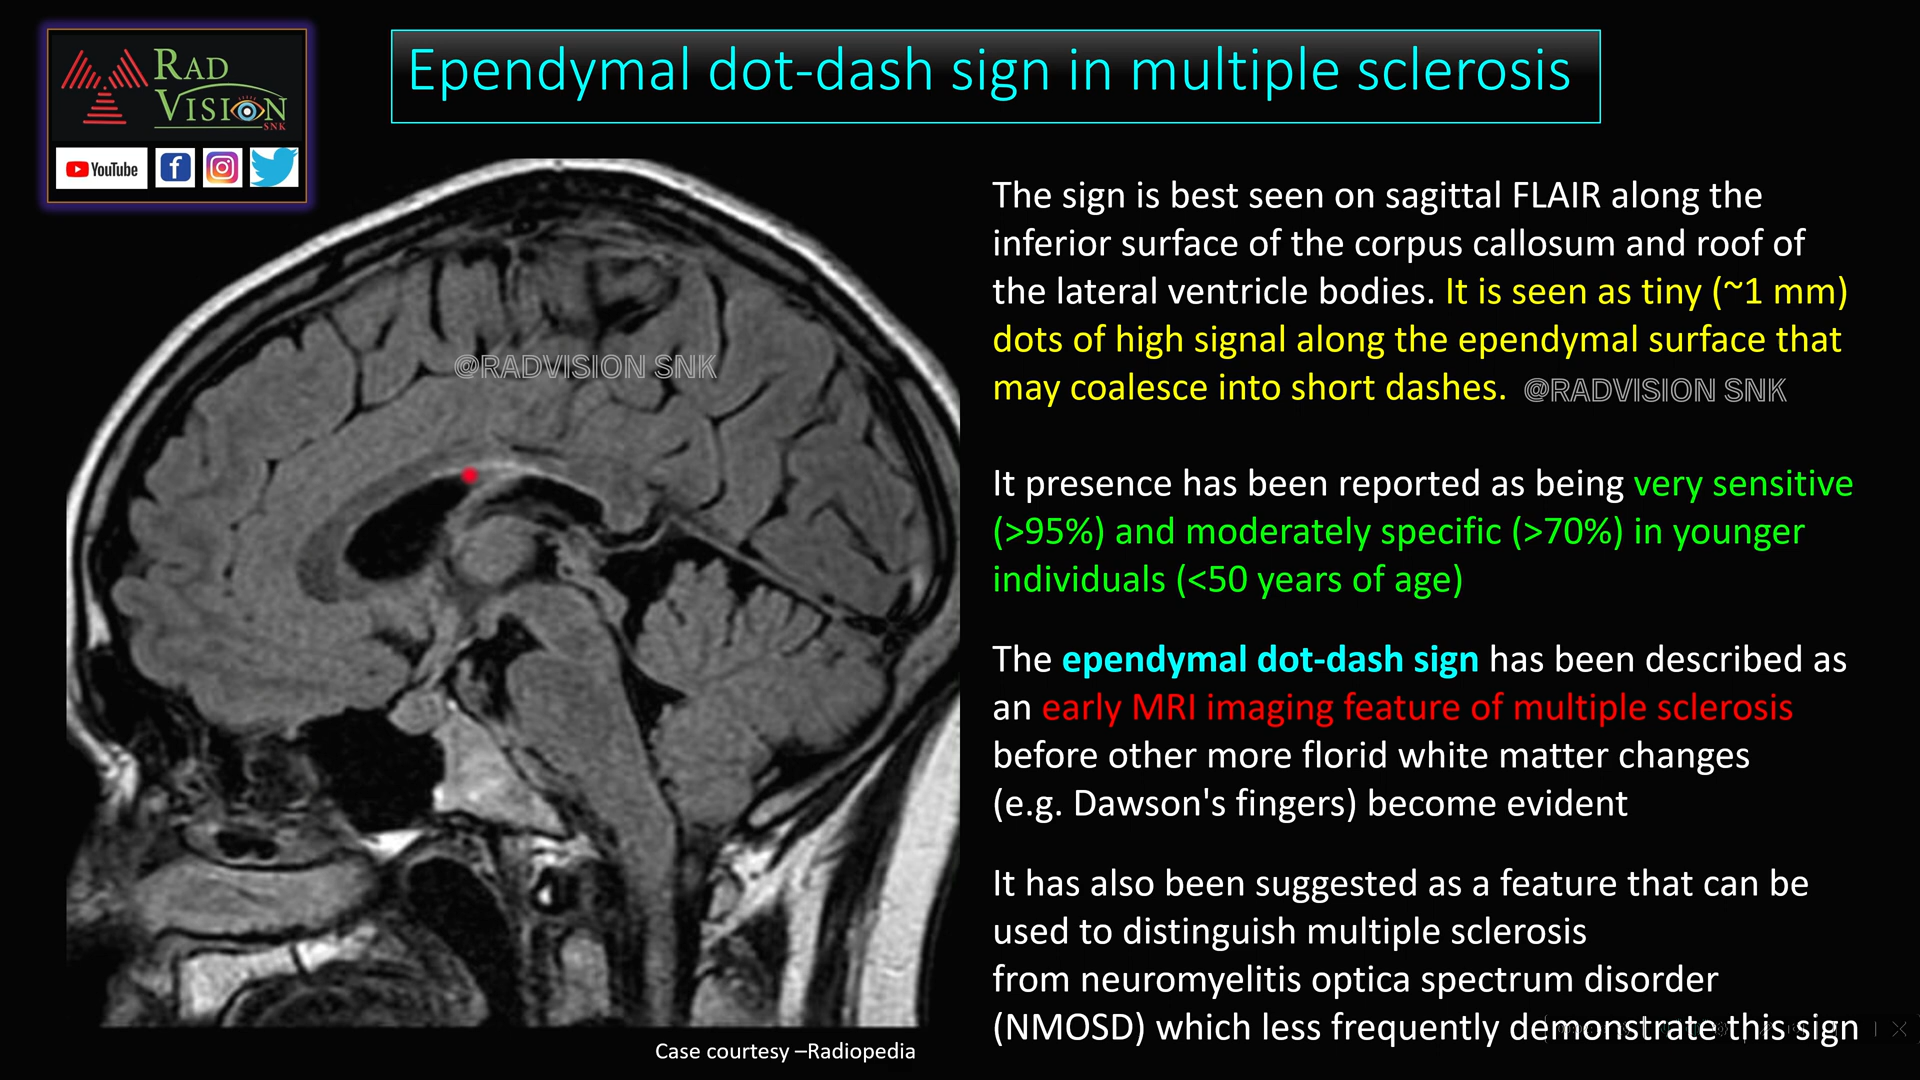 RAD
VISION
SNK
YouTube
Ependymal dot-dash sign in multiple sclerosis
@RADVISION SNK
The sign is best seen on sagittal FLAIR along the
inferior surface of the corpus callosum and roof of
the lateral ventricle bodies. It is seen as tiny (~1 mm)
dots of high signal along the ependymal surface that
may coalesce into short dashes. @RADVISION SNK
It presence has been reported as being very sensitive
(>95%) and moderately specific (>70%) in younger
individuals (<50 years of age)
The ependymal dot-dash sign has been described as
an early MRI imaging feature of multiple sclerosis
before other more florid white matter changes
(e.g. Dawson's fingers) become evident
It has also been suggested as a feature that can be
used to distinguish multiple sclerosis
from neuromyelitis optica spectrum disorder
(NMOSD) which less frequently demonstrate this sign
Case courtesy –Radiopedia